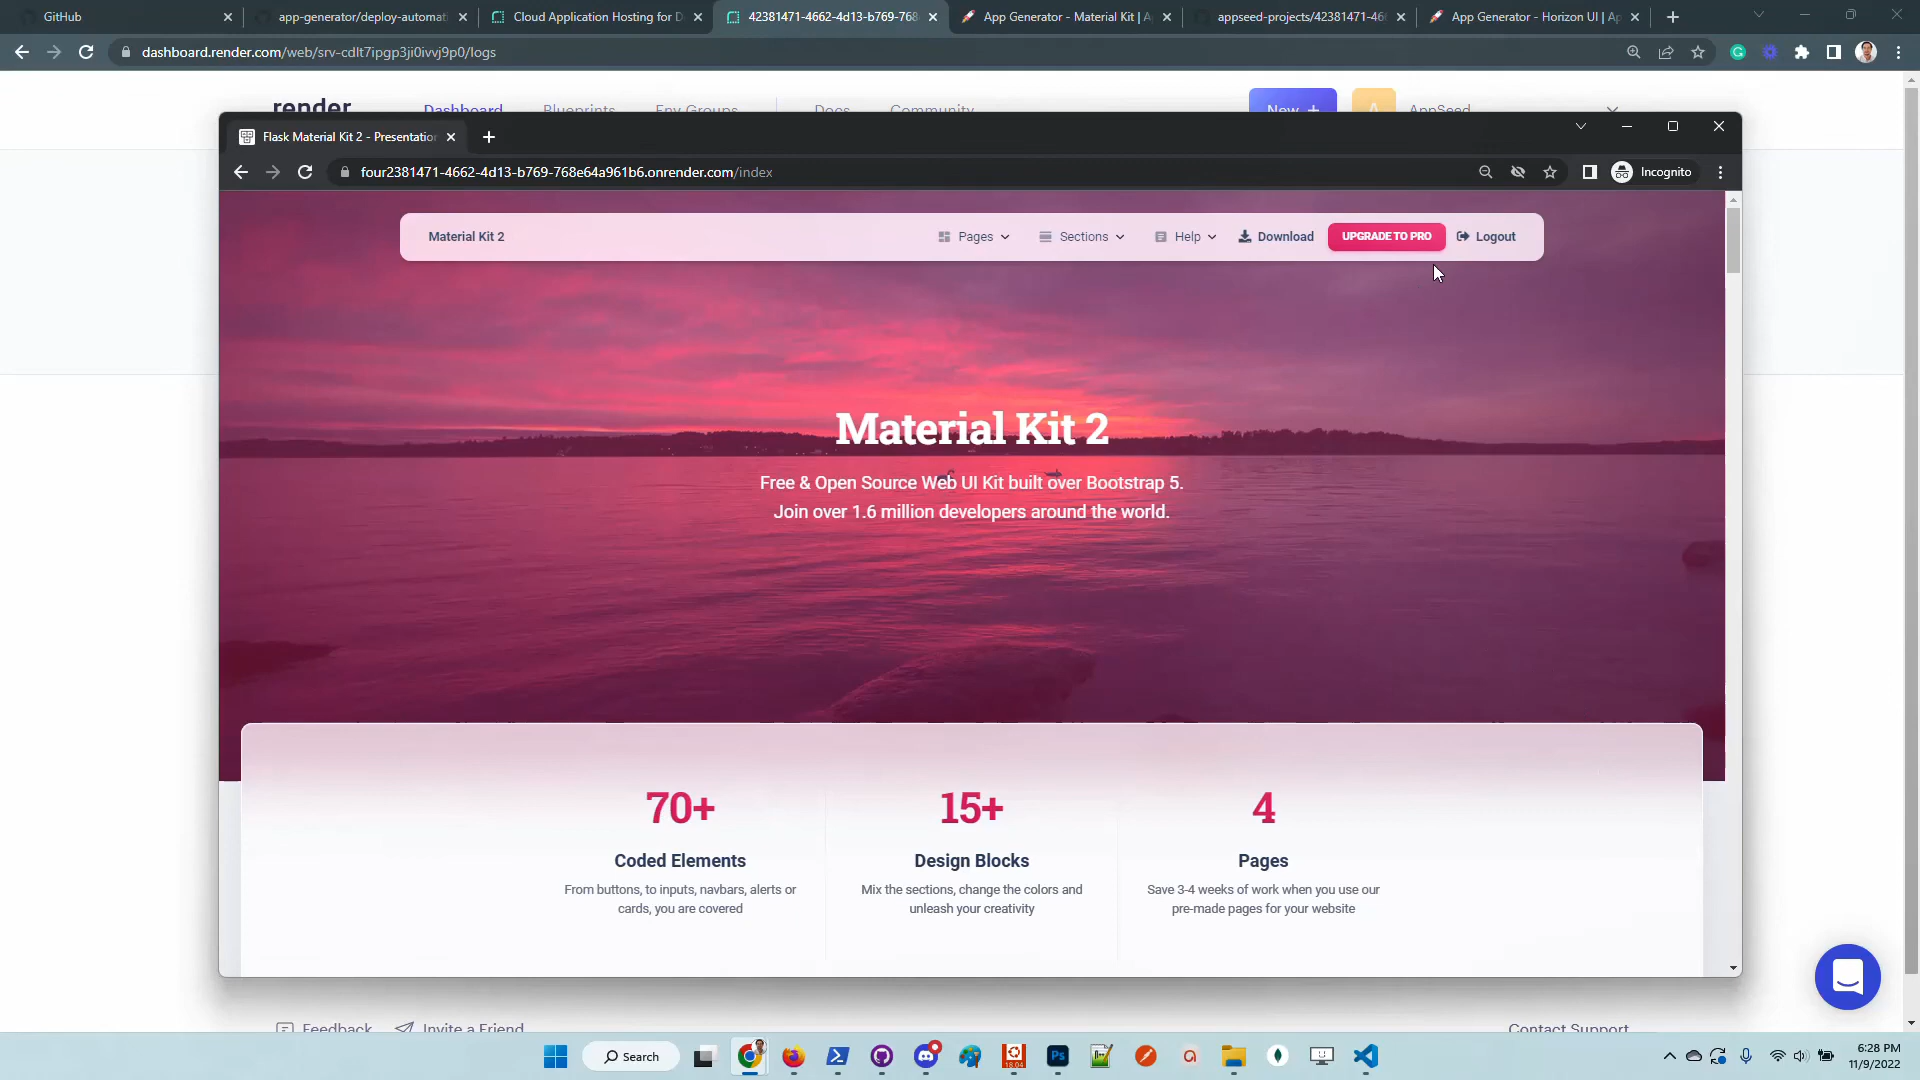 GitHub
app-generator/deploy-automat
Cloud Application Hosting for D
42381471-4662-4d13-b769-768
App Generator - Material Kit | A
appseed-projects/42381471-466
App Generator - Horizon UI | Ap
dashboard.render.com/web/srv-cdlt7ipgp3ji0ivvj9p0/logs
render
Dashboard
Blueprints
Env Groups
Docs
Community
New +
A
AppSeed
Flask Material Kit 2 - Presentation
four2381471-4662-4d13-b769-768e64a961b6.onrender.com/index
Incognito
Material Kit 2
Pages
Sections
Help
Download
UPGRADE TO PRO
Logout
Material Kit 2
Free & Open Source Web UI Kit built over Bootstrap 5.
Join over 1.6 million developers around the world.
70+
Coded Elements
From buttons, to inputs, navbars, alerts or
cards, you are covered
15+
Design Blocks
Mix the sections, change the colors and
unleash your creativity
4
Pages
Save 3-4 weeks of work when you use our
pre-made pages for your website
Feedback
Invite a Friend
Contact Support
Search
Ps
18.04
6:28 PM
11/9/2022